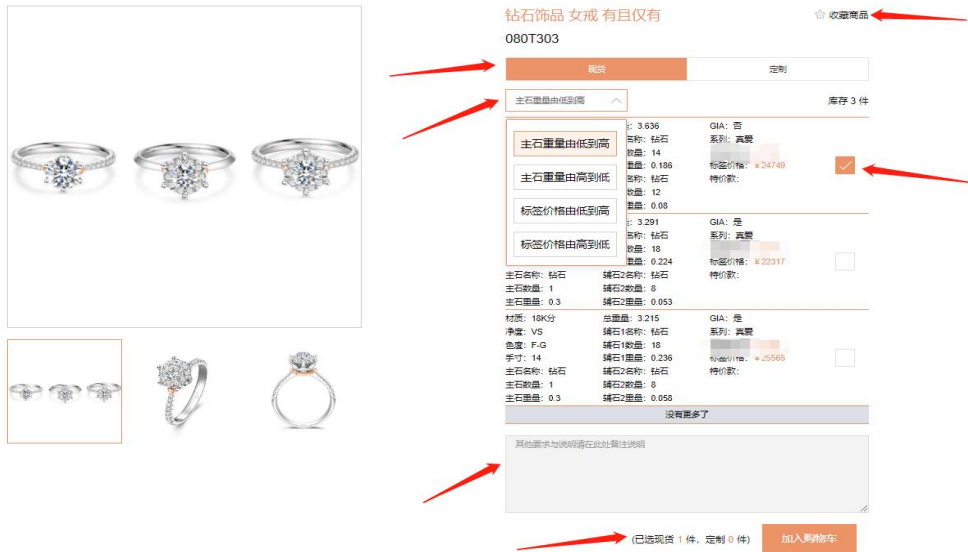 钻石饰品 女戒 有且仅有
☆ 收藏商品
080T303
现货
定制
主石重量由低到高
库存 3 件
主石重量由低到高
主石重量由高到低
标签价格由低到高
标签价格由高到低
: 3.636
名称: 钻石
数量: 14
重量: 0.186
名称: 钻石
数量: 12
重量: 0.08
GIA: 否
系列: 真爱
标签价格: ¥24749
特价款:
: 3.291
名称: 钻石
数量: 18
重量: 0.224
主石名称: 钻石
辅石2名称: 钻石
主石数量: 1
辅石2数量: 8
主石重量: 0.3
辅石2重量: 0.053
GIA: 是
系列: 真爱
标签价格: ¥22317
特价款:
材质: 18K分
总重量: 3.215
GIA: 是
净度: VS
辅石1名称: 钻石
系列: 真爱
色度: F-G
辅石1数量: 18
手寸: 14
辅石1重量: 0.236
标签价格: ¥25565
主石名称: 钻石
辅石2名称: 钻石
特价款:
主石数量: 1
辅石2数量: 8
主石重量: 0.3
辅石2重量: 0.058
没有更多了
其他要求与说明请在此处备注说明
(已选现货 1 件, 定制 0 件)
加入购物车